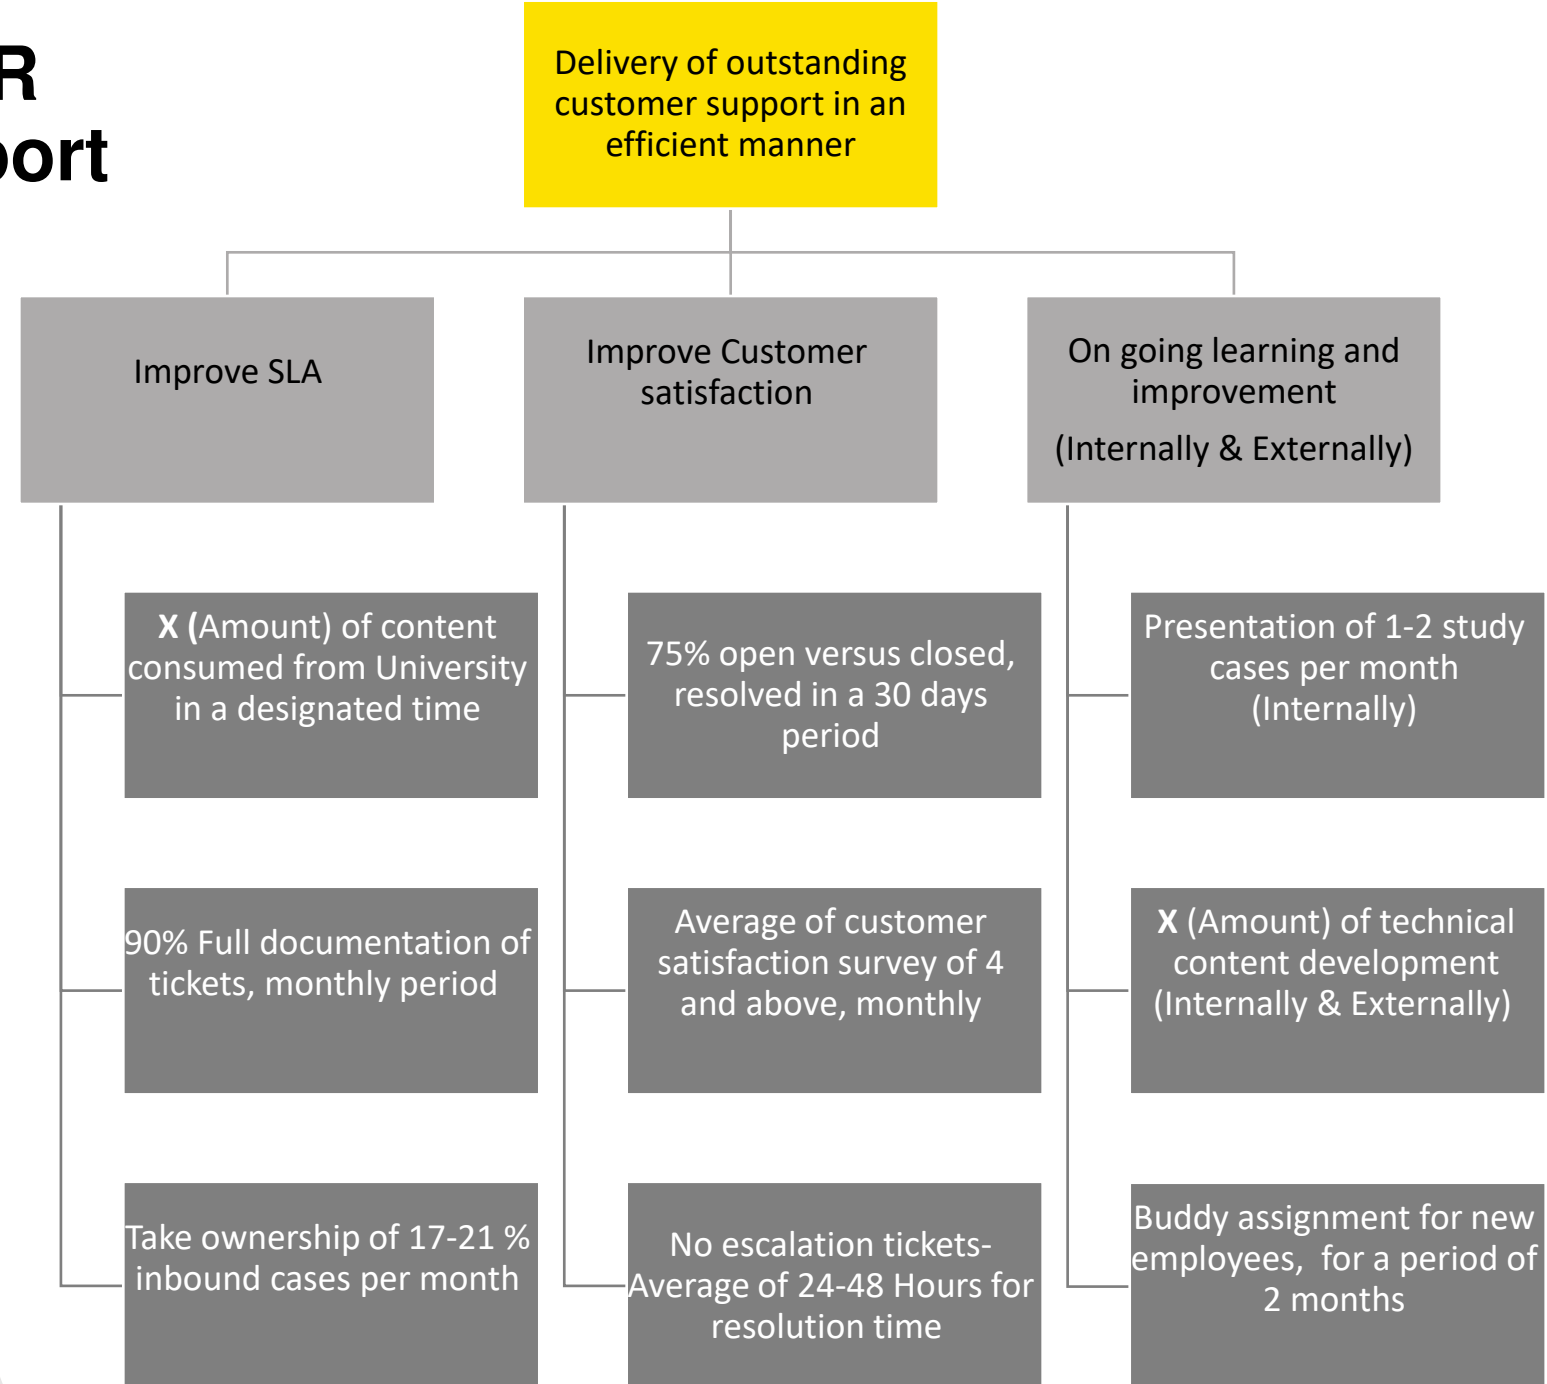 R
port
Delivery of outstanding
customer support in an
efficient manner
Improve SLA
Improve Customer
satisfaction
On going learning and
improvement
(Internally & Externally)
X (Amount) of content
consumed from University
in a designated time
75% open versus closed,
resolved in a 30 days
period
Presentation of 1-2 study
cases per month
(Internally)
90% Full documentation of
tickets, monthly period
Average of customer
satisfaction survey of 4
and above, monthly
X (Amount) of technical
content development
(Internally & Externally)
Take ownership of 17-21 %
inbound cases per month
No escalation tickets-
Average of 24-48 Hours for
resolution time
Buddy assignment for new
employees,  for a period of
2 months